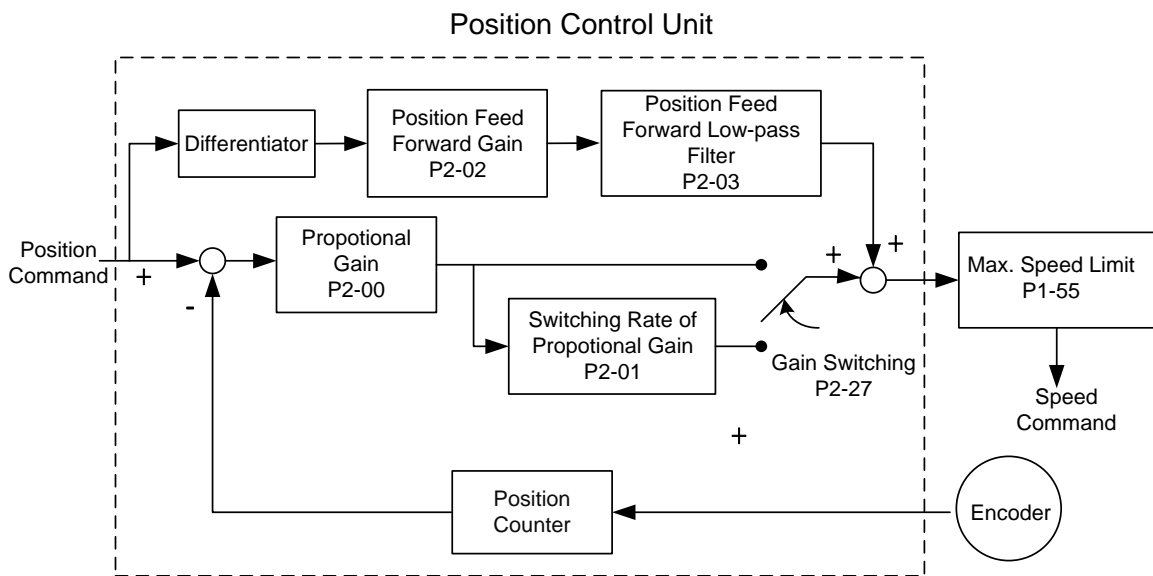 Position Control Unit
Differentiator
Position Feed
Forward Gain
P2-02
Position Feed
Forward Low-pass
Filter
P2-03
Position
Command
+
-
Propotional
Gain
P2-00
Switching Rate of
Propotional Gain
P2-01
+
+
Gain Switching
P2-27
+
Max. Speed Limit
P1-55
Speed
Command
Position
Counter
Encoder